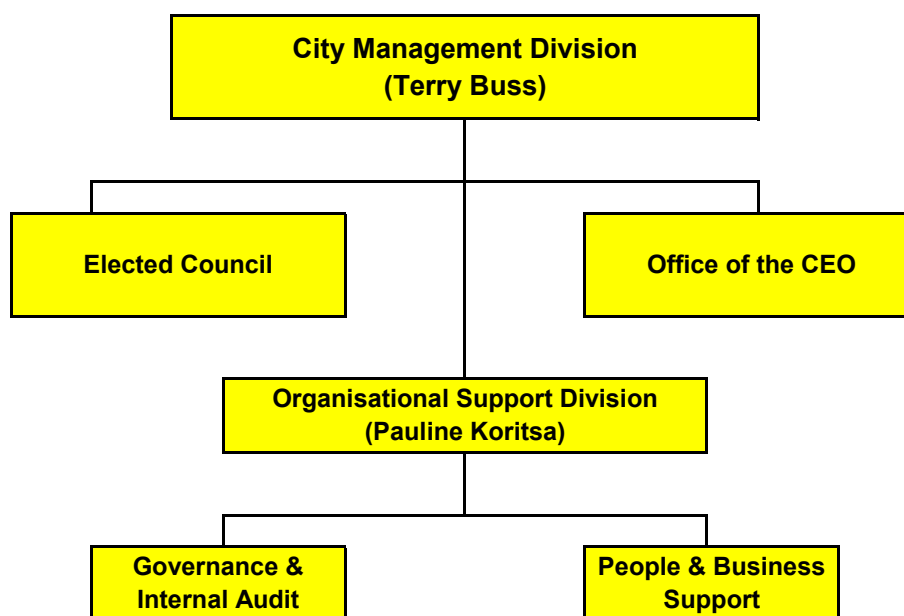 City Management Division
(Terry Buss)
Elected Council
Office of the CEO
Organisational Support Division
(Pauline Koritsa)
Governance &
Internal Audit
People & Business
Support